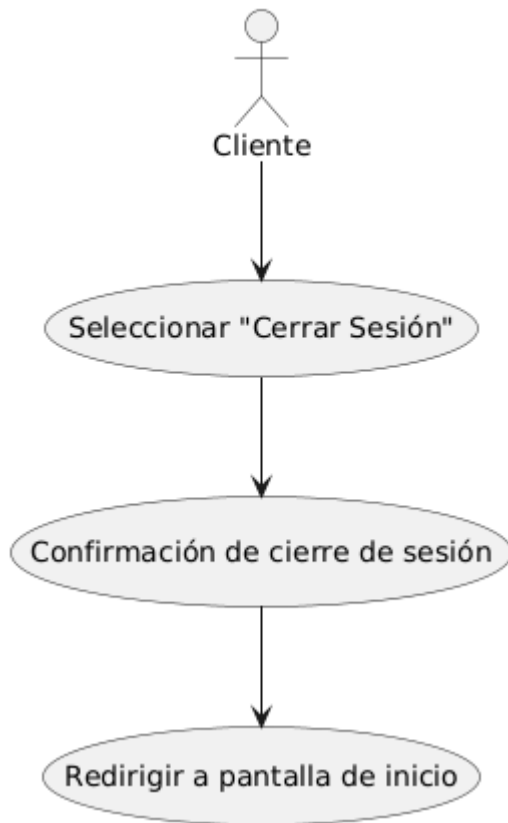 Cliente
Seleccionar "Cerrar Sesión"
Confirmación de cierre de sesión
Redirigir a pantalla de inicio